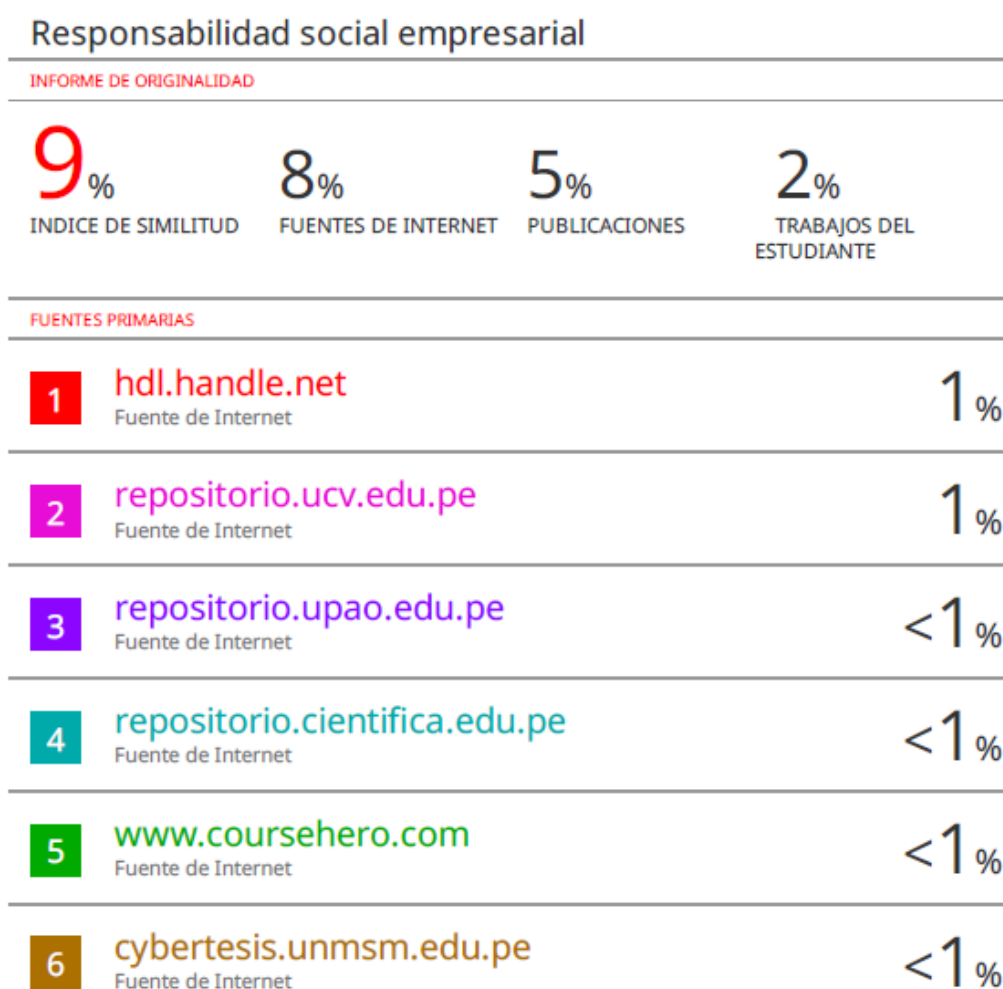 Responsabilidad social empresarial
INFORME DE ORIGINALIDAD
9% 8% 5% 2%
INDICE DE SIMILITUD FUENTES DE INTERNET PUBLICACIONES TRABAJOS DEL
ESTUDIANTE
FUENTES PRIMARIAS
1 hdl.handle.net 1%
Fuente de Internet
2 repositorio.ucv.edu.pe 1%
Fuente de Internet
3 repositorio.upao.edu.pe <1%
Fuente de Internet
4 repositorio.cientifica.edu.pe <1%
Fuente de Internet
5 www.coursehero.com <1%
Fuente de Internet
6 cybertesis.unmsm.edu.pe <1%
Fuente de Internet